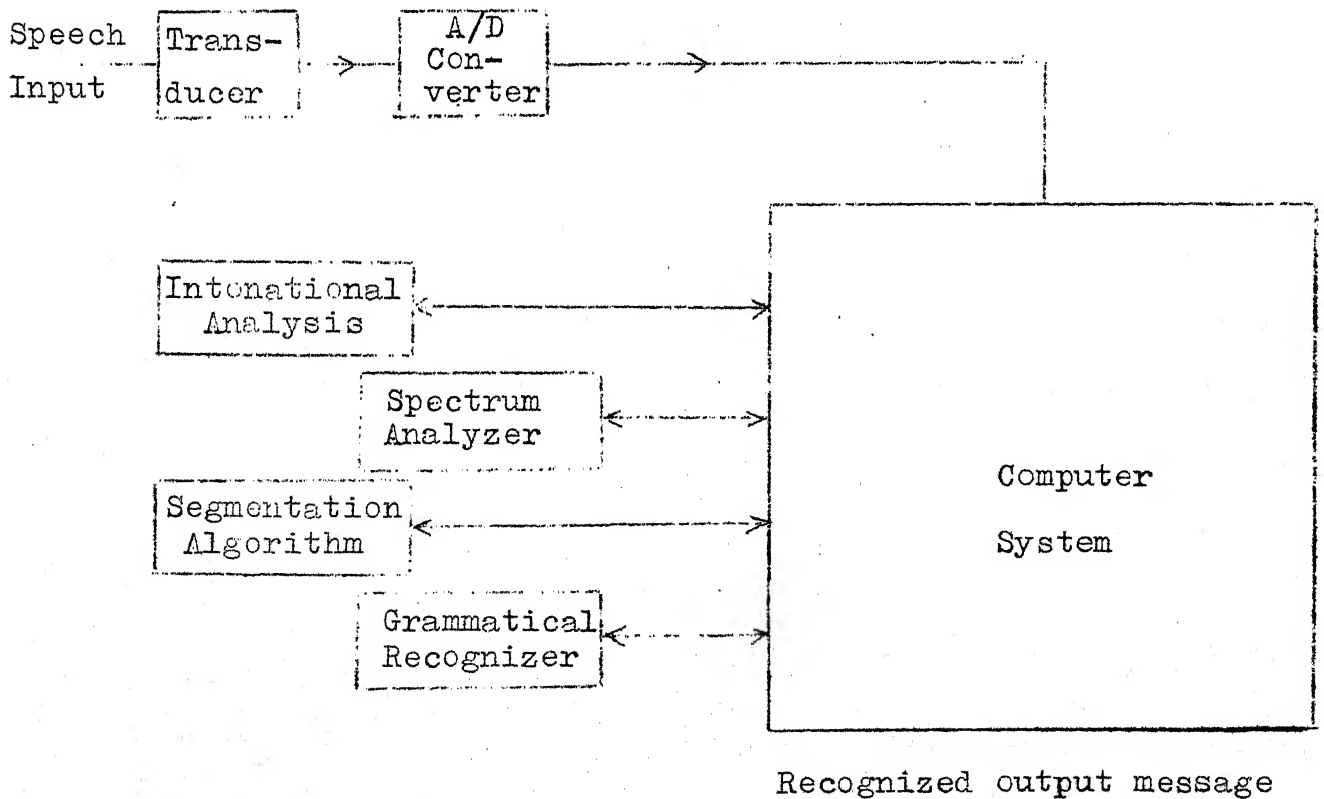 Speech
Input
Trans-
ducer
A/D
Con-
verter
Intonational
Analysis
Spectrum
Analyzer
Segmentation
Algorithm
Grammatical
Recognizer
Computer
System
Recognized output message